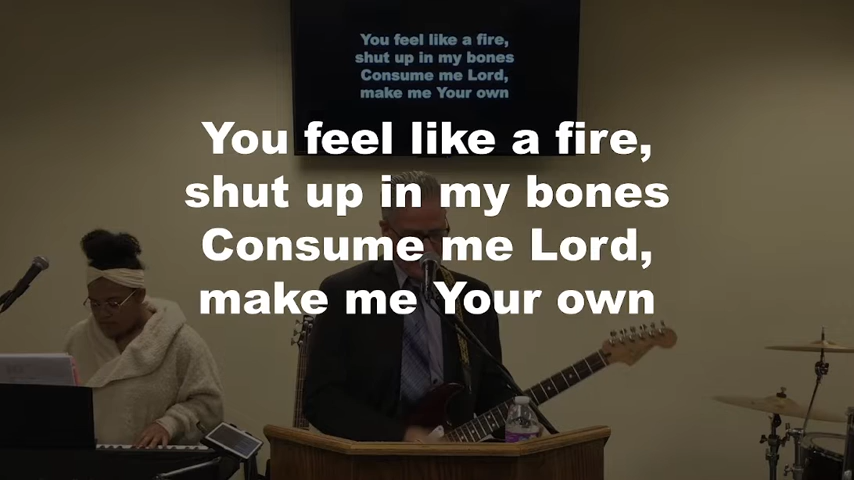 You feel like a fire,
shut up in my bones
Consume me Lord,
make me Your own
You feel like a fire,
shut up in my bones
Consume me Lord,
make me Your own